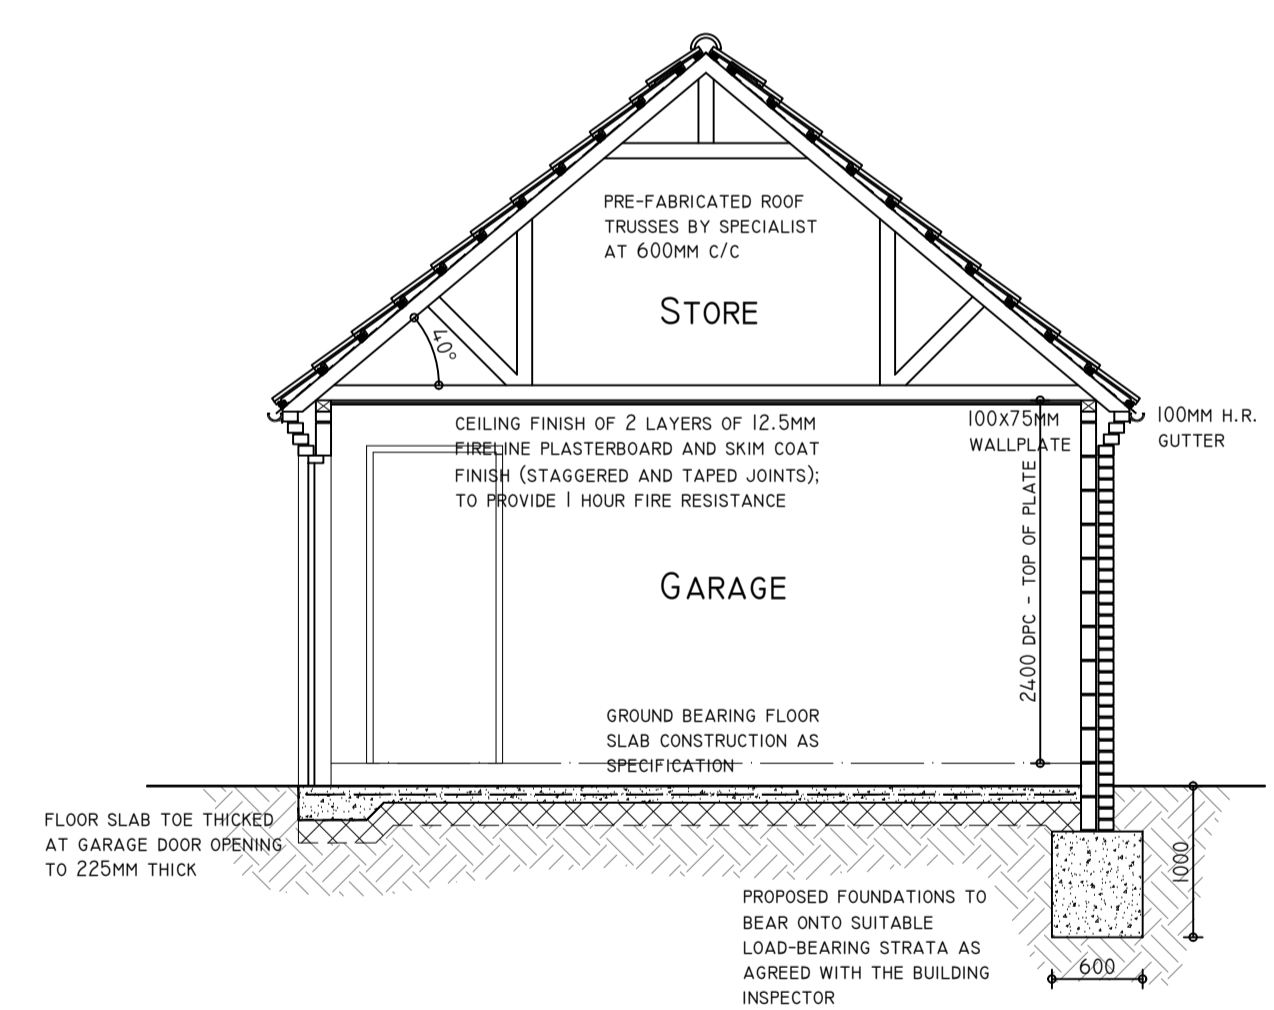 PRE-FABRICATED ROOF
TRUSSES BY SPECIALIST
AT 600MM C/C
STORE
40°
CEILING FINISH OF 2 LAYERS OF 12.5MM
FIRELINE PLASTERBOARD AND SKIM COAT
FINISH (STAGGERED AND TAPED JOINTS);
TO PROVIDE 1 HOUR FIRE RESISTANCE
100X75MM
WALLPLATE
100MM H.R.
GUTTER
2400 DPC - TOP OF PLATE
GARAGE
GROUND BEARING FLOOR
SLAB CONSTRUCTION AS
SPECIFICATION
FLOOR SLAB TOE THICKED
AT GARAGE DOOR OPENING
TO 225MM THICK
1000
PROPOSED FOUNDATIONS TO
BEAR ONTO SUITABLE
LOAD-BEARING STRATA AS
AGREED WITH THE BUILDING
INSPECTOR
600